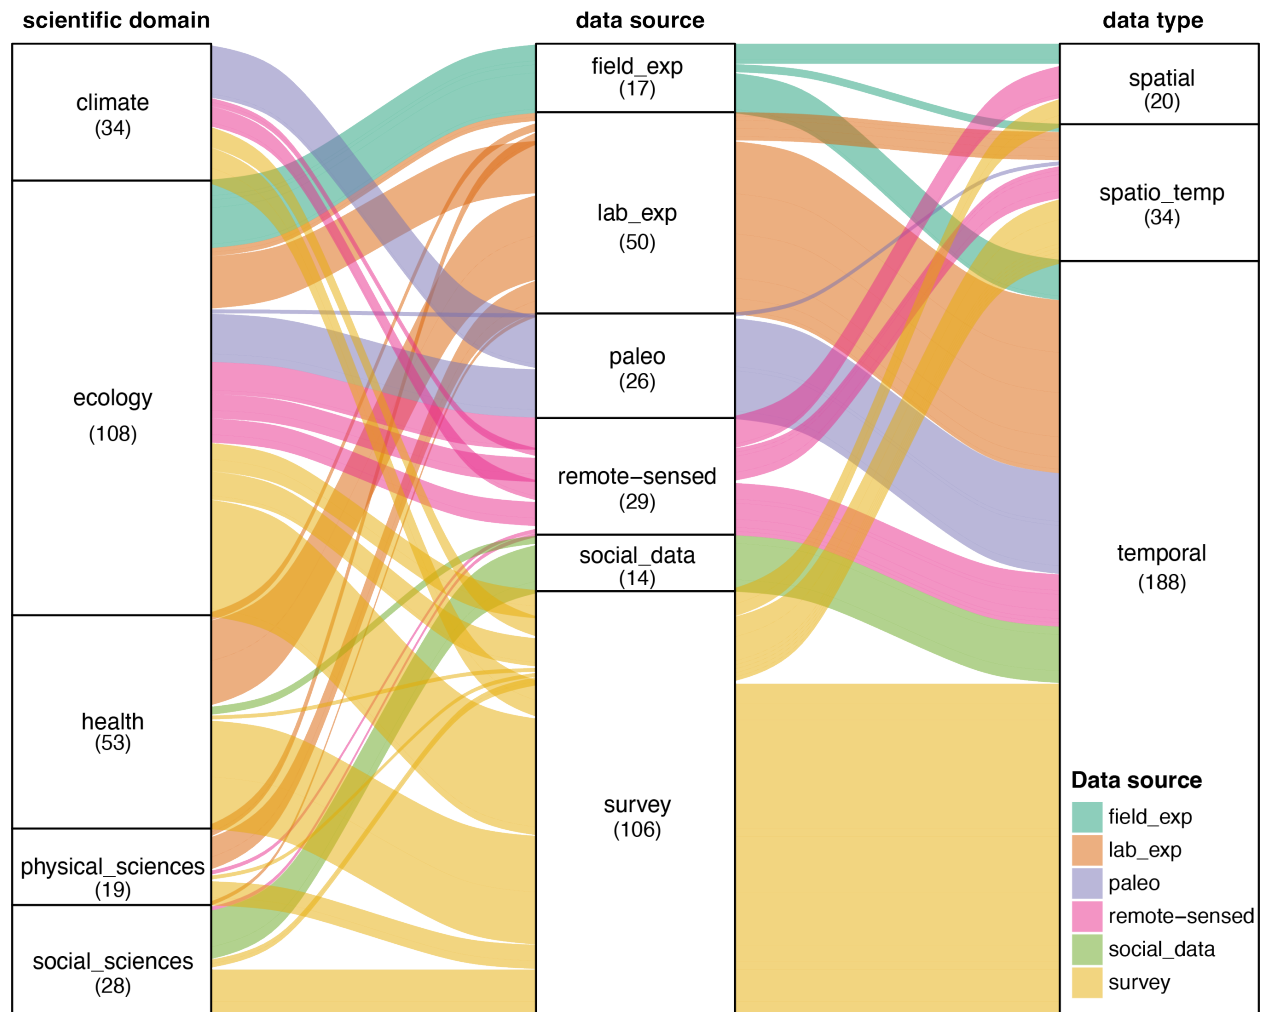 scientific domain
data source
data type
climate
(34)
ecology
(108)
health
(53)
physical_sciences
(19)
social_sciences
(28)
field_exp
(17)
lab_exp
(50)
paleo
(26)
remote−sensed
(29)
social_data
(14)
survey
(106)
spatial
(20)
spatio_temp
(34)
temporal
(188)
Data source
field_exp
lab_exp
paleo
remote−sensed
social_data
survey